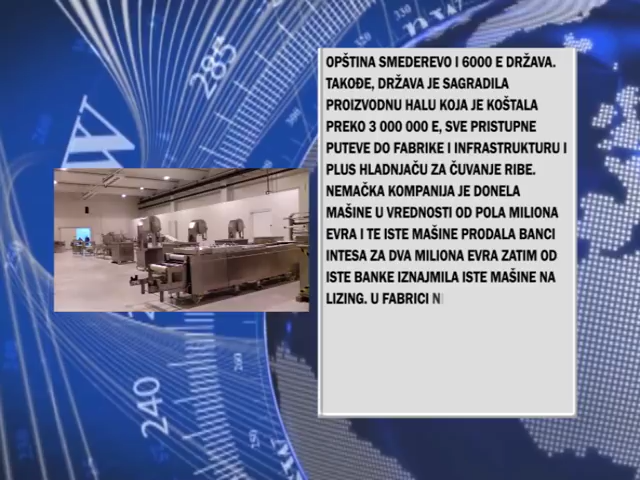 OPŠTINA SMEDEREVO I 6000 E DRŽAVA.
TAKOĐE, DRŽAVA JE SAGRADILA
PROIZVODNU HALU KOJA JE KOŠTALA
PREKO 3 000 000 E, SVE PRISTUPNE
PUTEVE DO FABRIKE I INFRASTRUKTURU I
PLUS HLADNJAČU ZA ČUVANJE RIBE.
NEMAČKA KOMPANIJA JE DONELA
MAŠINE U VREDNOSTI OD POLA MILIONA
EVRA I TE ISTE MAŠINE PRODALA BANCI
INTESA ZA DVA MILIONA EVRA ZATIM OD
ISTE BANKE IZNAJMILA ISTE MAŠINE NA
LIZING. U FABRICI N
285
330
W
240